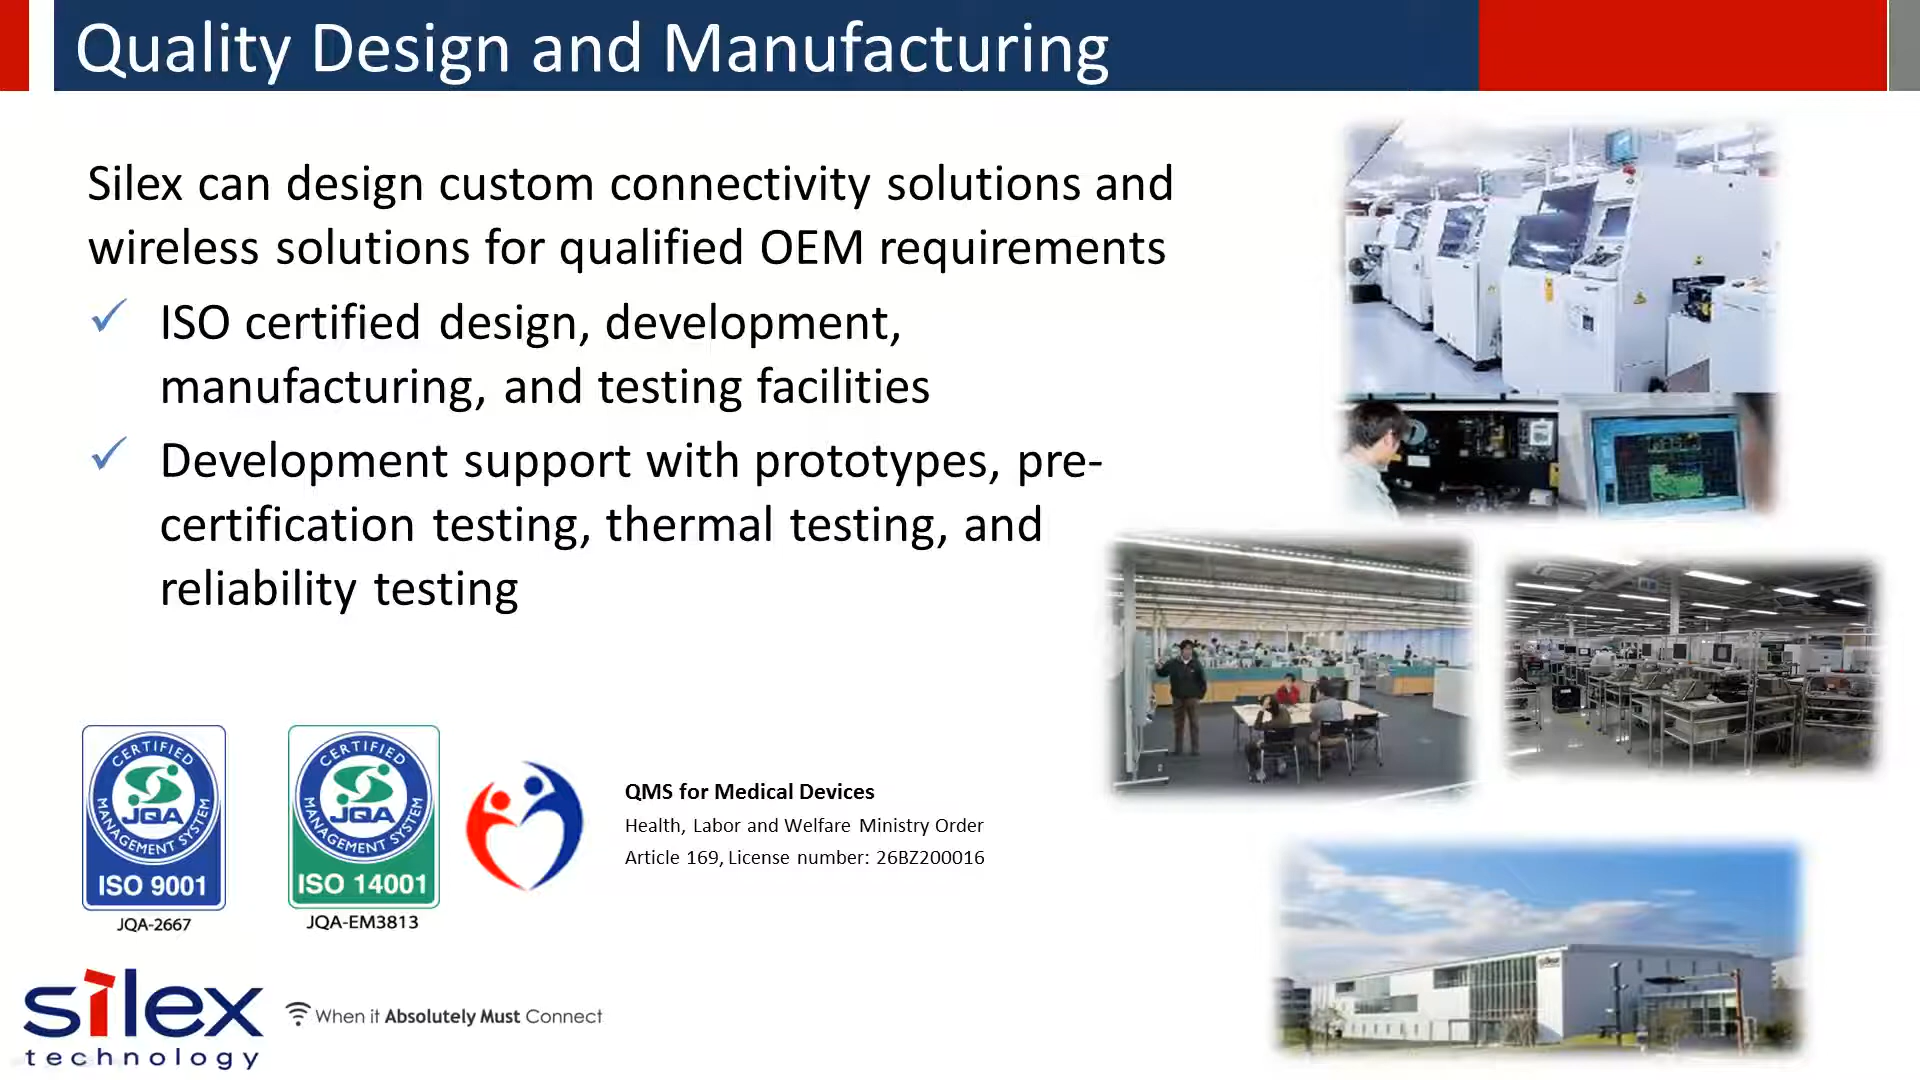 Quality Design and Manufacturing
Silex can design custom connectivity solutions and
wireless solutions for qualified OEM requirements
ISO certified design, development,
manufacturing, and testing facilities
Development support with prototypes, pre-
certification testing, thermal testing, and
reliability testing
CERTIFIED
JQA
MANAGEMENT SYSTEM
ISO 9001
JQA-2667
CERTIFIED
JQA
MANAGEMENT SYSTEM
ISO 14001
JQA-EM3813
QMS for Medical Devices
Health, Labor and Welfare Ministry Order
Article 169, License number: 26BZ200016
silex
technology
When it Absolutely Must Connect